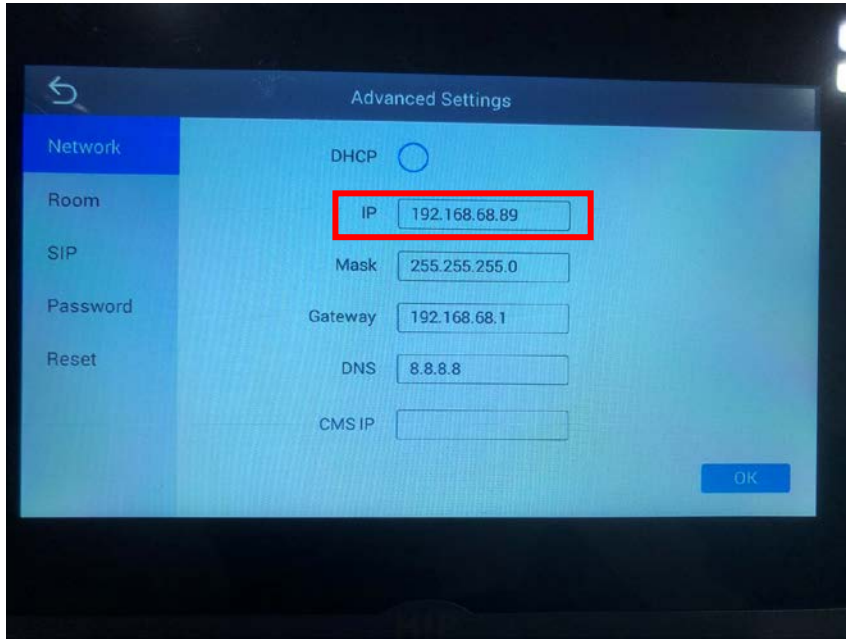 Advanced Settings
Network
DHCP
Room
IP 192.168.68.89
SIP
Mask 255.255.255.0
Password
Gateway 192.168.68.1
Reset
DNS 8.8.8.8
CMS IP
OK